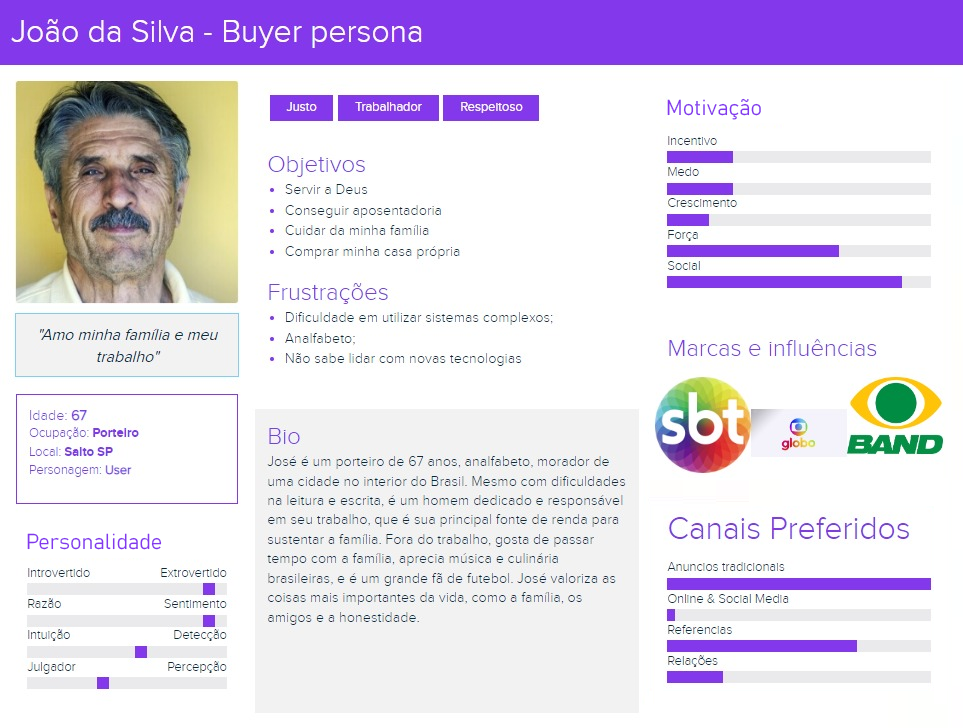 João da Silva - Buyer persona
Justo
Trabalhador
Respeitoso
Objetivos
Servir a Deus
Conseguir aposentadoria
Cuidar da minha família
Comprar minha casa própria
Frustrações
Dificuldade em utilizar sistemas complexos;
Analfabeto;
Não sabe lidar com novas tecnologias
"Amo minha família e meu
trabalho"
Idade: 67
Ocupação: Porteiro
Local: Salto SP
Personagem: User
Personalidade
Introvertido Extrovertido
Razão Sentimento
Intuição Detecção
Julgador Percepção
Bio
José é um porteiro de 67 anos, analfabeto, morador de
uma cidade no interior do Brasil. Mesmo com dificuldades
na leitura e escrita, é um homem dedicado e responsável
em seu trabalho, que é sua principal fonte de renda para
sustentar a família. Fora do trabalho, gosta de passar
tempo com a família, aprecia música e culinária
brasileiras, e é um grande fã de futebol. José valoriza as
coisas mais importantes da vida, como a família, os
amigos e a honestidade.
Motivação
Incentivo
Medo
Crescimento
Força
Social
Marcas e influências
sbt
globo
BAND
Canais Preferidos
Anuncios tradicionais
Online & Social Media
Referencias
Relações